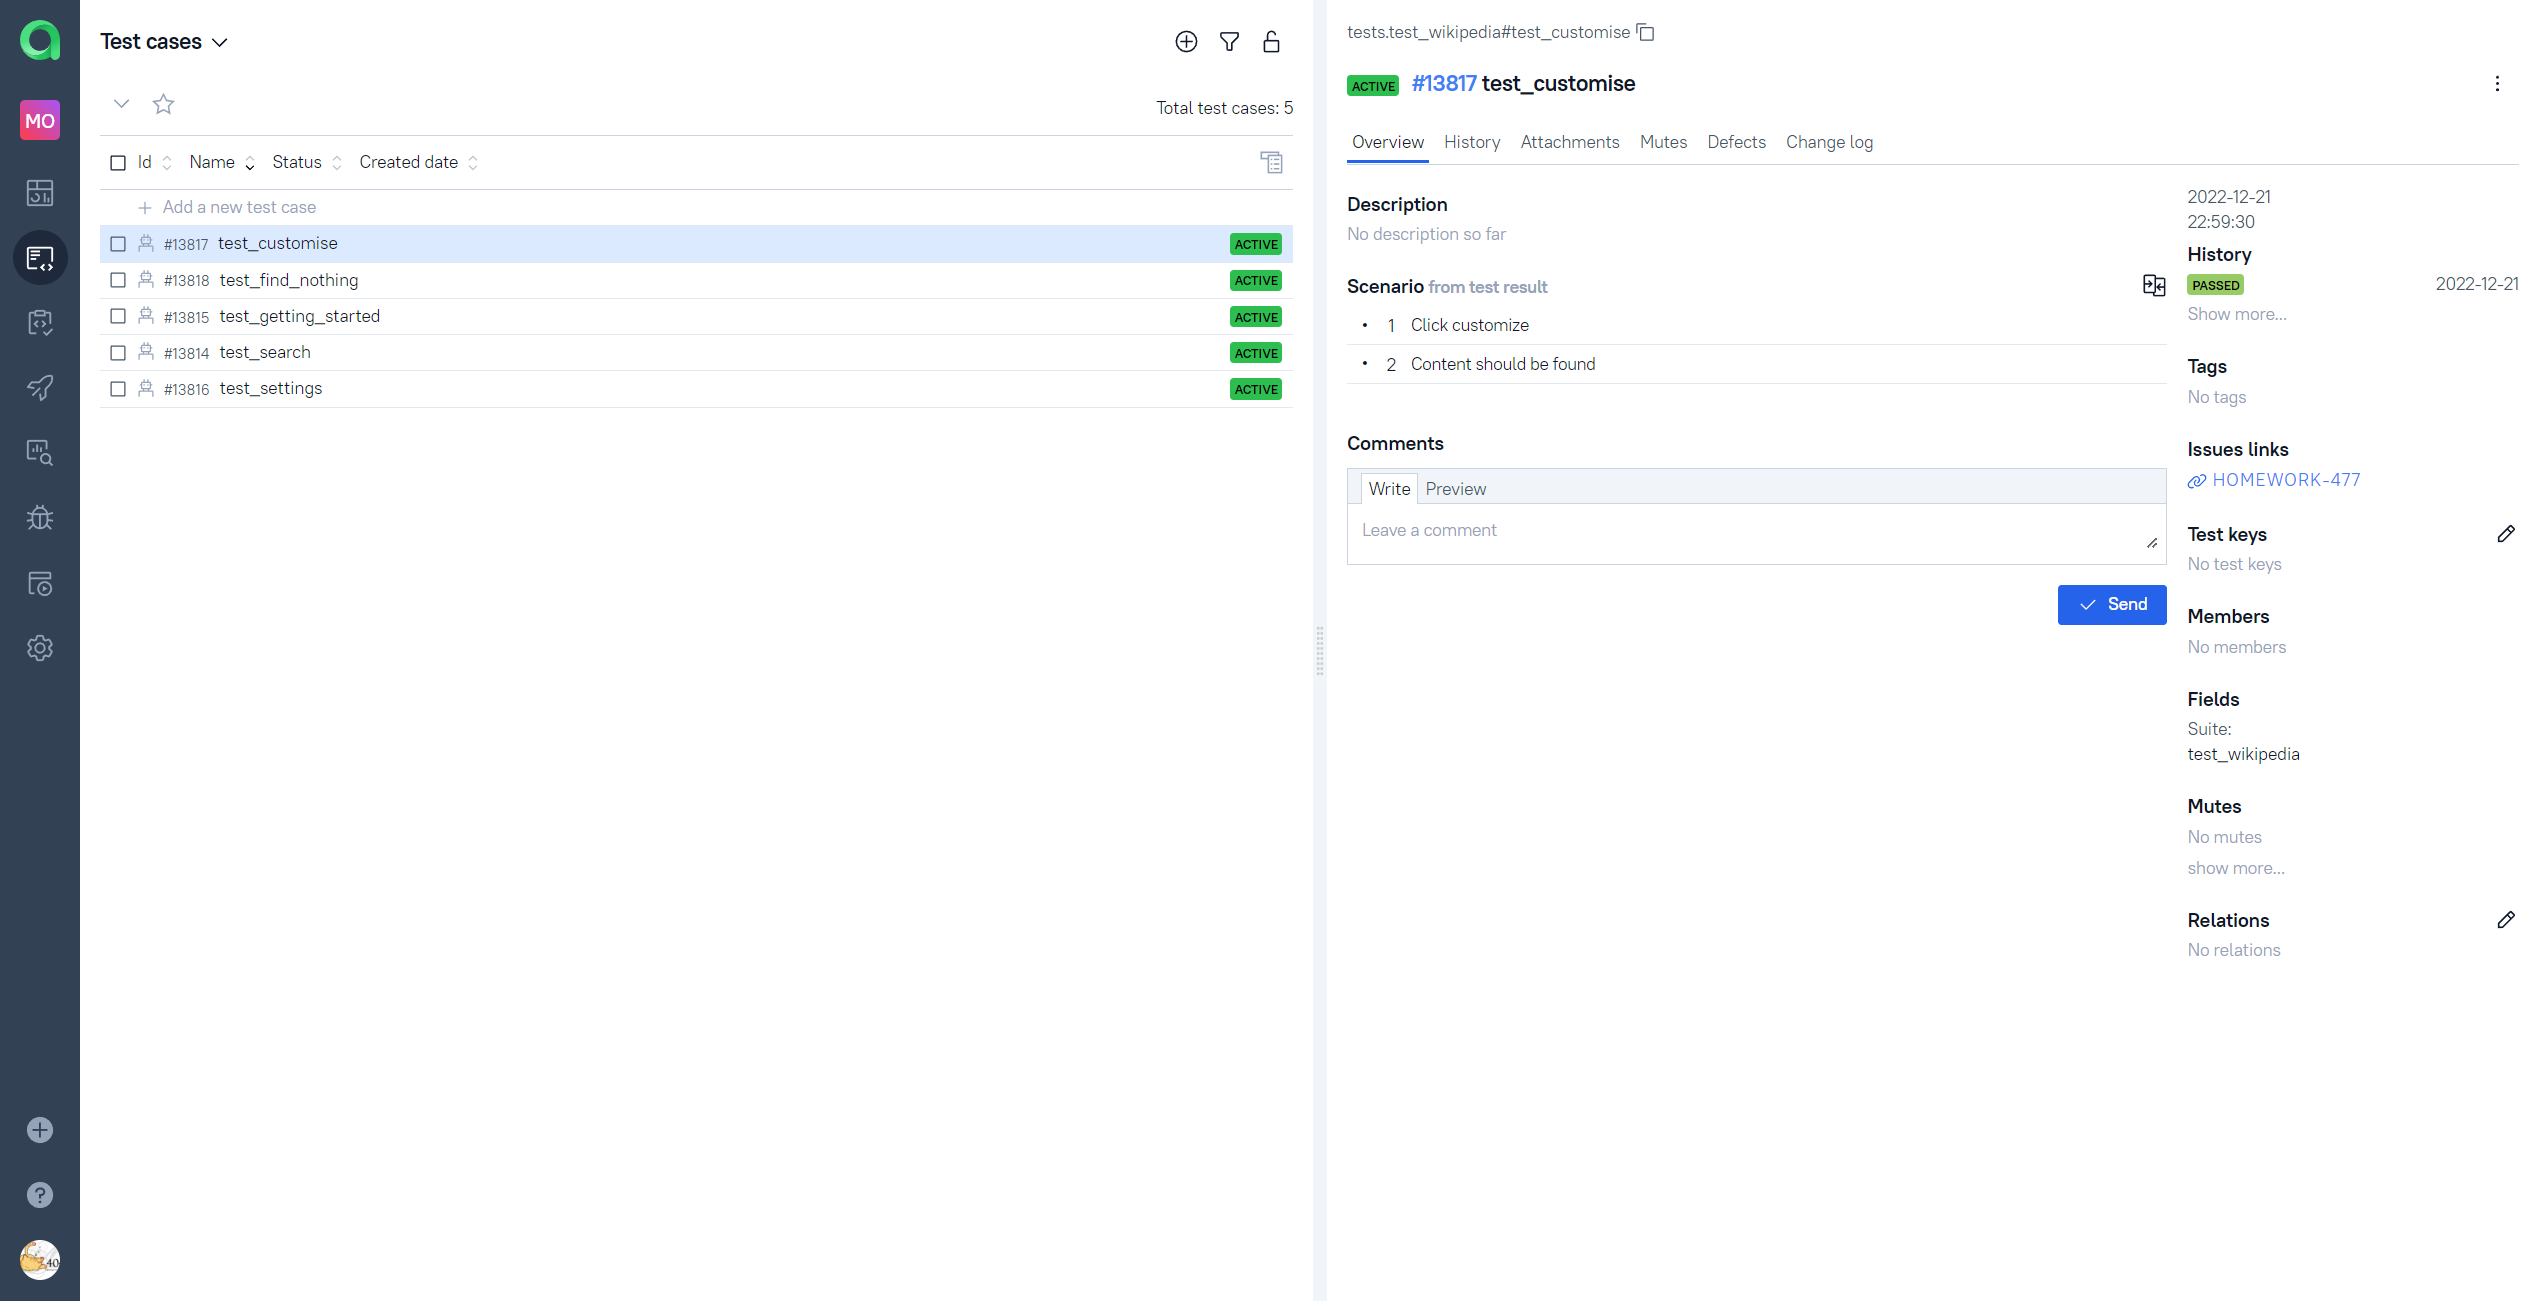 MO
Test cases
Total test cases: 5
Id Name Status Created date
Add a new test case
#13817 test_customise ACTIVE
#13818 test_find_nothing ACTIVE
#13815 test_getting_started ACTIVE
#13814 test_search ACTIVE
#13816 test_settings ACTIVE
40
tests.test_wikipedia#test_customise
ACTIVE #13817 test_customise
Overview History Attachments Mutes Defects Change log
Description
No description so far
Scenario from test result
• 1 Click customize
• 2 Content should be found
Comments
Write Preview
Leave a comment
Send
2022-12-21
22:59:30
History
PASSED 2022-12-21
Show more...
Tags
No tags
Issues links
HOMEWORK-477
Test keys
No test keys
Members
No members
Fields
Suite:
test_wikipedia
Mutes
No mutes
show more...
Relations
No relations